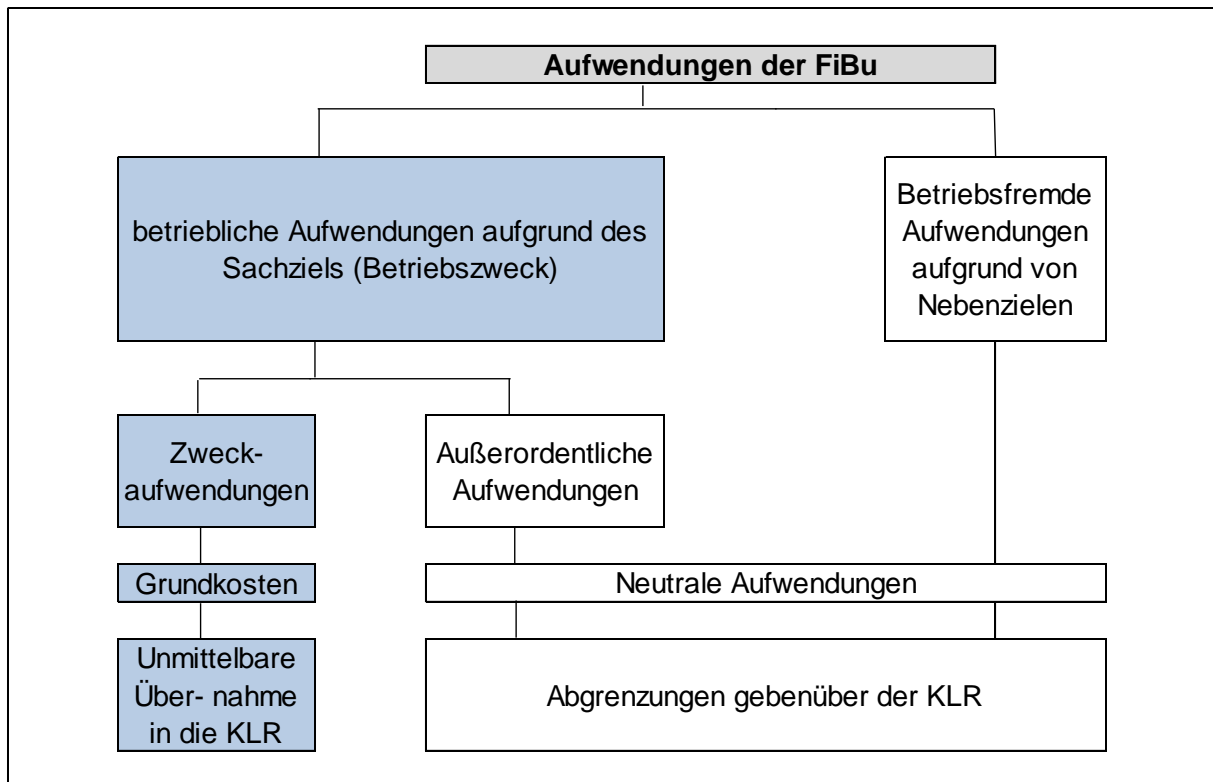 Aufwendungen der FiBu
betriebliche Aufwendungen aufgrund des
Sachziels (Betriebszweck)
Betriebsfremde
Aufwendungen
aufgrund von
Nebenzielen
Zweck-
aufwendungen
Außerordentliche
Aufwendungen
Grundkosten
Neutrale Aufwendungen
Unmittelbare
Über- nahme
in die KLR
Abgrenzungen gebenüber der KLR